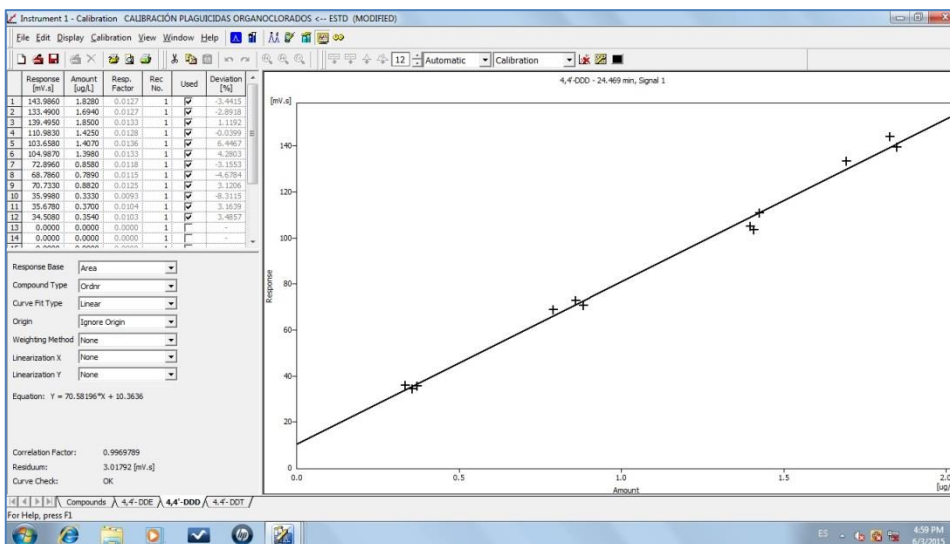 Instrument 1 - Calibration CALIBRACIÓN PLAGUICIDAS ORGANOCLORADOS <-- ESTD (MODIFIED)
File Edit Display Calibration View Window Help
12 Automatic Calibration
Response [mV.s] Amount [ug/L] Resp. Factor Rec No. Used Deviation [%]
1 143.9860 1.8280 0.0127 1 -3.4415
2 133.4900 1.6940 0.0127 1 -2.8918
3 139.4950 1.8500 0.0133 1 1.1192
4 110.9830 1.4250 0.0128 1 -0.0399
5 103.6580 1.4070 0.0136 1 6.4467
6 104.9870 1.3980 0.0133 1 4.2803
7 72.8960 0.8580 0.0118 1 -3.1553
8 68.7860 0.7890 0.0115 1 -4.6784
9 70.7330 0.8820 0.0125 1 3.1206
10 35.9980 0.3330 0.0093 1 -8.3115
11 35.6780 0.3700 0.0104 1 3.1639
12 34.5080 0.3540 0.0103 1 3.4857
13 0.0000 0.0000 0.0000 1 -
14 0.0000 0.0000 0.0000 1 -
Response Base Area
Compound Type Ordnr
Curve Fit Type Linear
Origin Ignore Origin
Weighting Method None
Linearization X None
Linearization Y None
Equation: Y = 70.58196*X + 10.3636
Correlation Factor: 0.9969789
Residuum: 3.01792 [mV.s]
Curve Check: OK
4,4'-DDD - 24.469 min, Signal 1
[mV.s]
140
120
100
80
60
40
20
0
Response
0.0 0.5 1.0 1.5 2.0
Amount
Compounds 4,4'-DDE 4,4'-DDD 4,4'-DDT
For Help, press F1
hp
ES
4:59 PM
6/3/2015